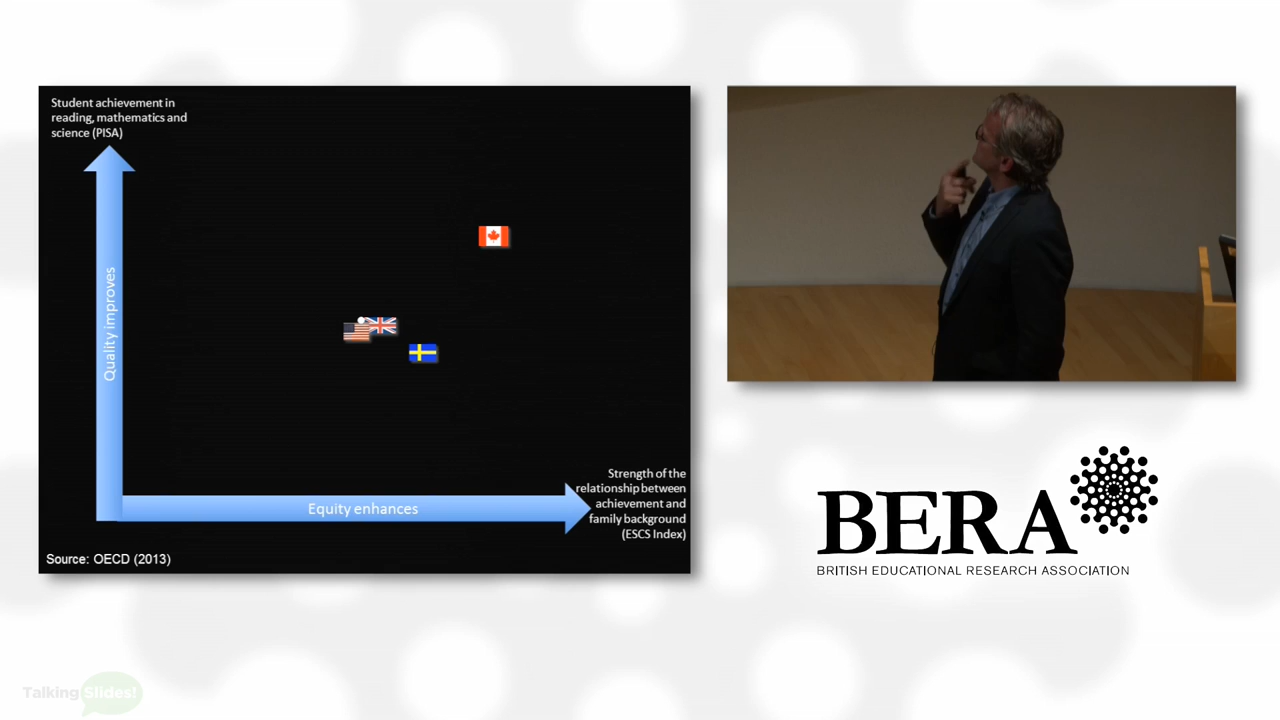 Student achievement in
reading, mathematics and
science (PISA)
Quality improves
Strength of the
relationship between
achievement and
family background
(ESCS Index)
Equity enhances
Source: OECD (2013)
BERA
BRITISH EDUCATIONAL RESEARCH ASSOCIATION
Talking Slides!